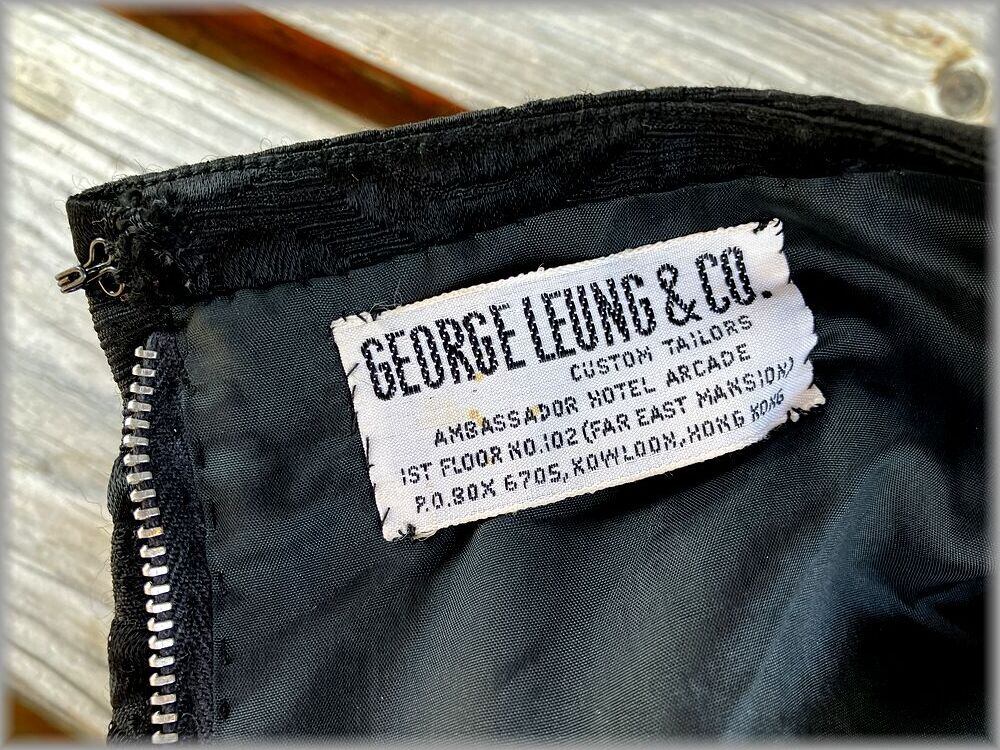 GEORGE LEUNG & CO.
CUSTOM TAILORS
AMBASSADOR HOTEL ARCADE
1ST FLOOR NO.102 (FAR EAST MANSION)
P.O.BOX 6705, KOWLOON, HONG KONG